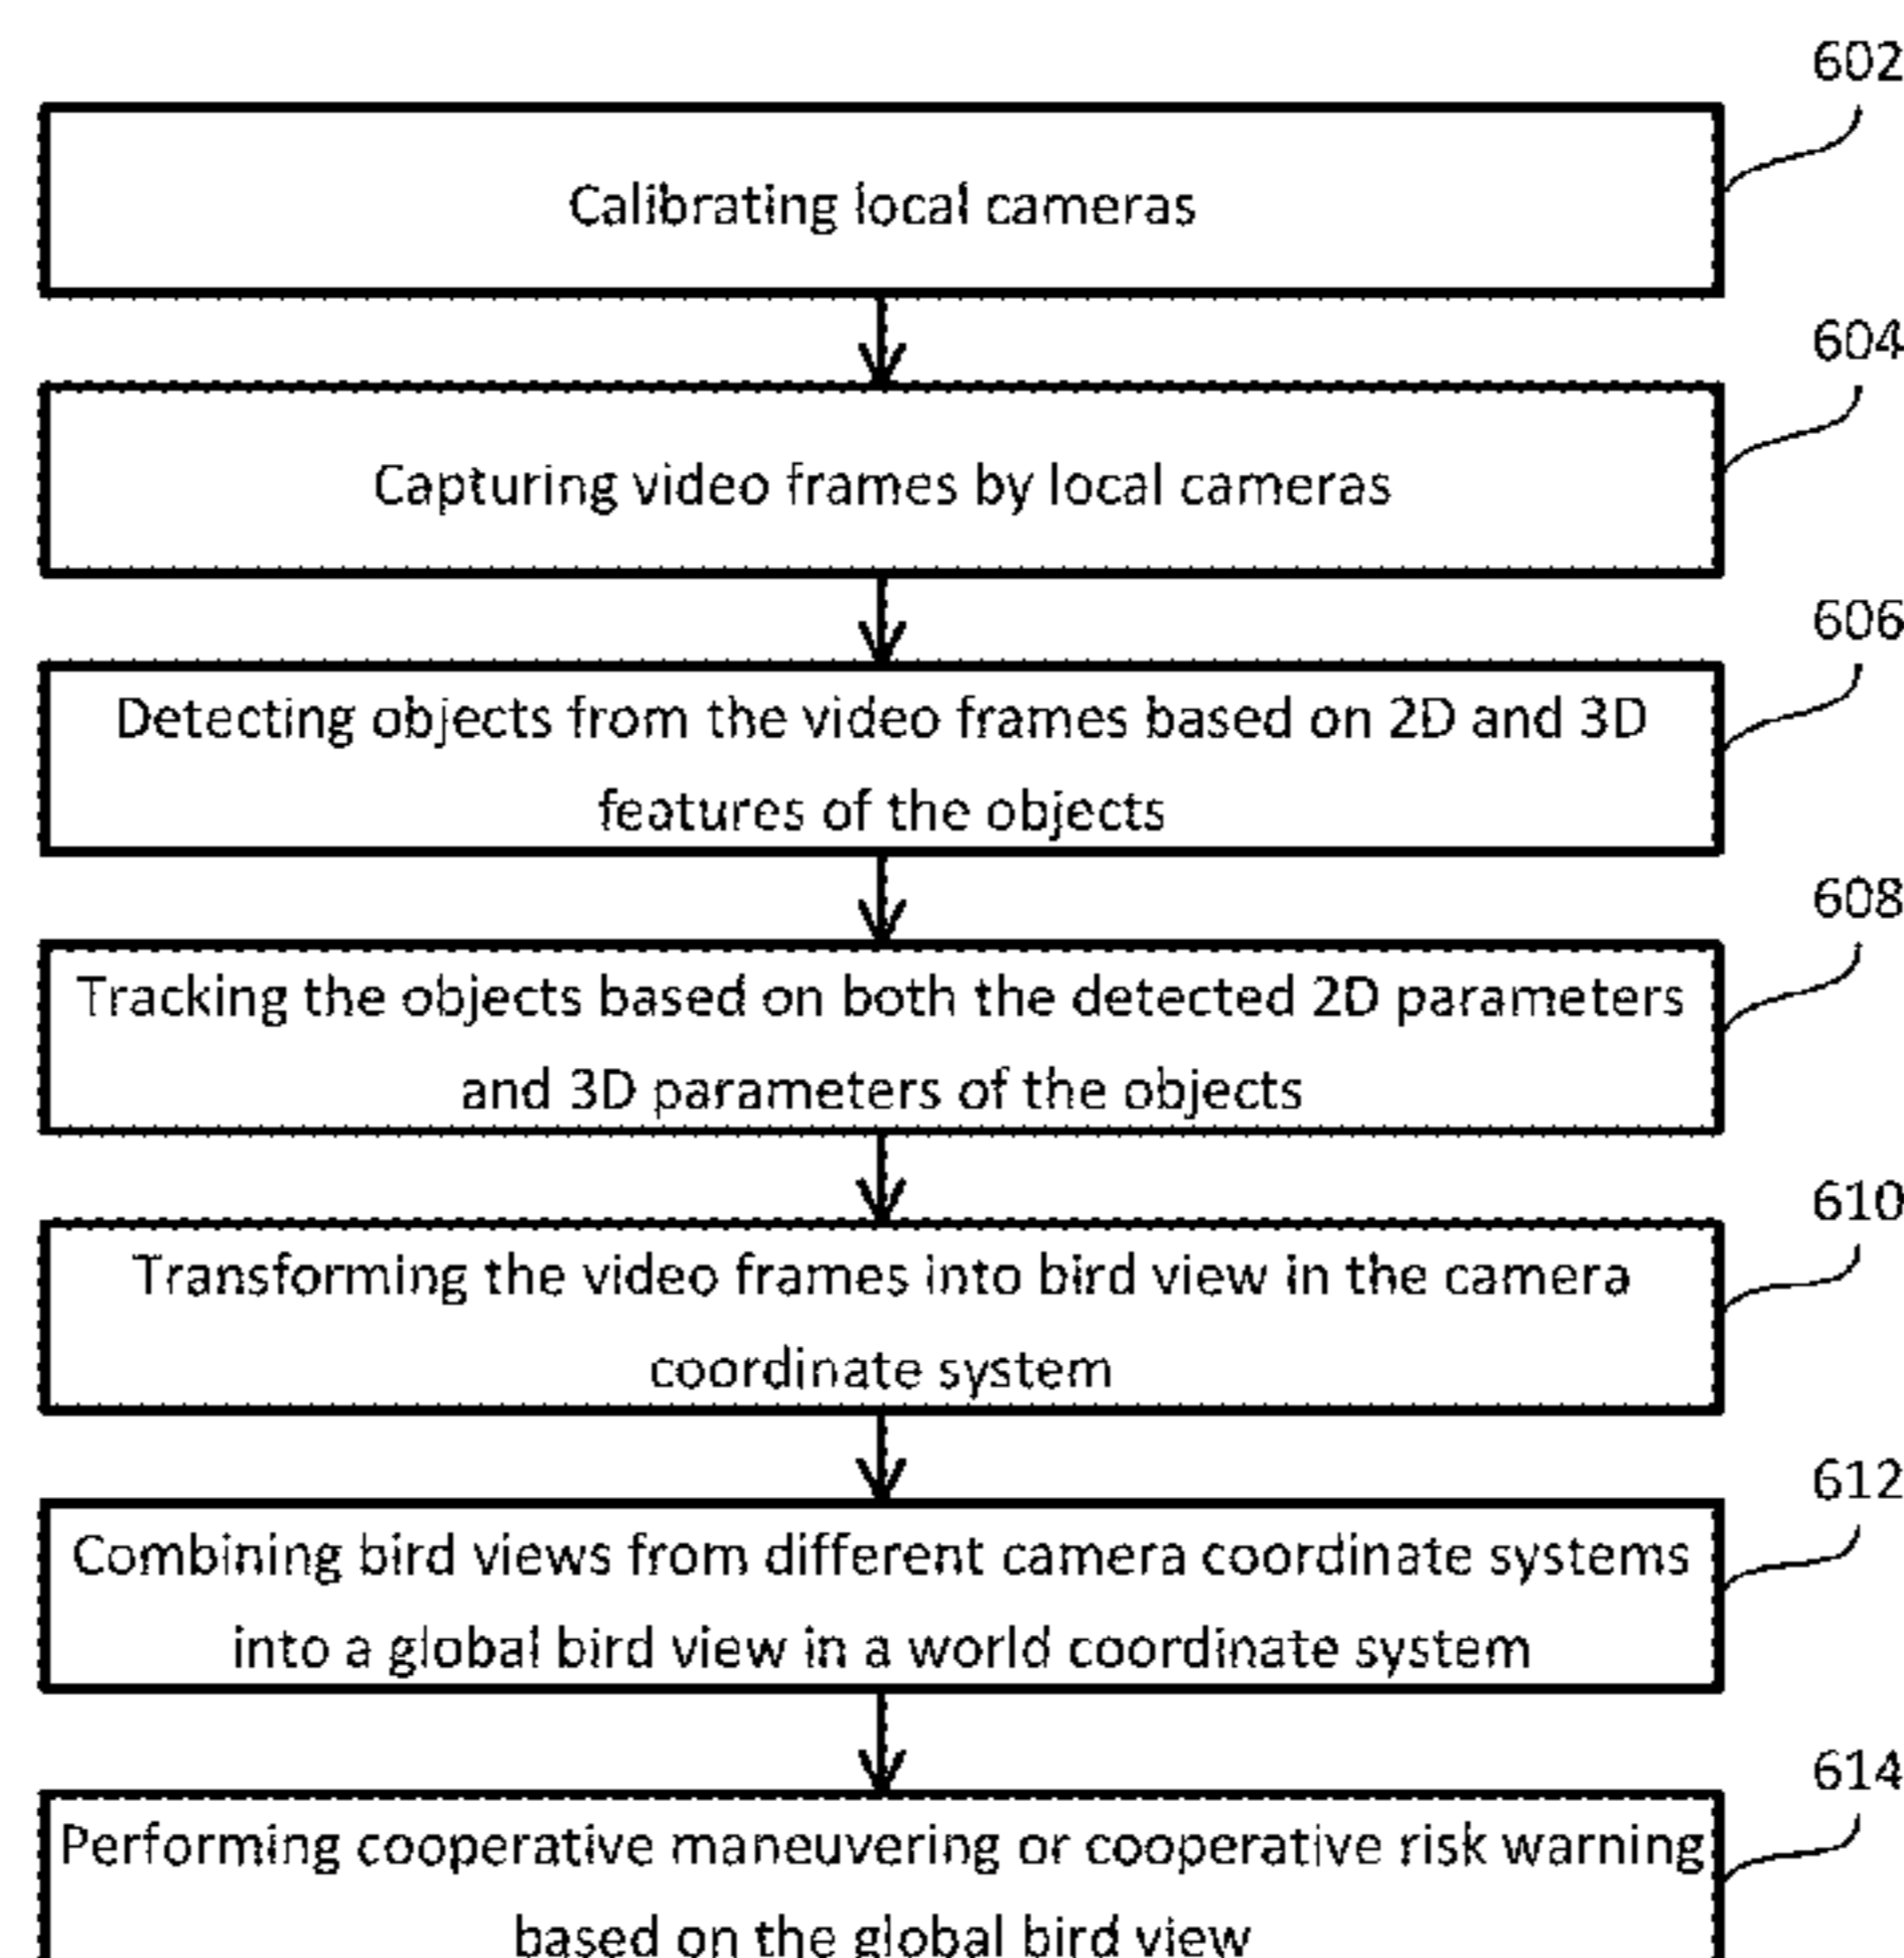 602
Calibrating local cameras
604
Capturing video frames by local cameras
606
Detecting objects from the video frames based on 2D and 3D
features of the objects
608
Tracking the objects based on both the detected 2D parameters
and 3D parameters of the objects
610
Transforming the video frames into bird view in the camera
coordinate system
612
Combining bird views from different camera coordinate systems
into a global bird view in a world coordinate system
614
Performing cooperative maneuvering or cooperative risk warning
based on the global bird view